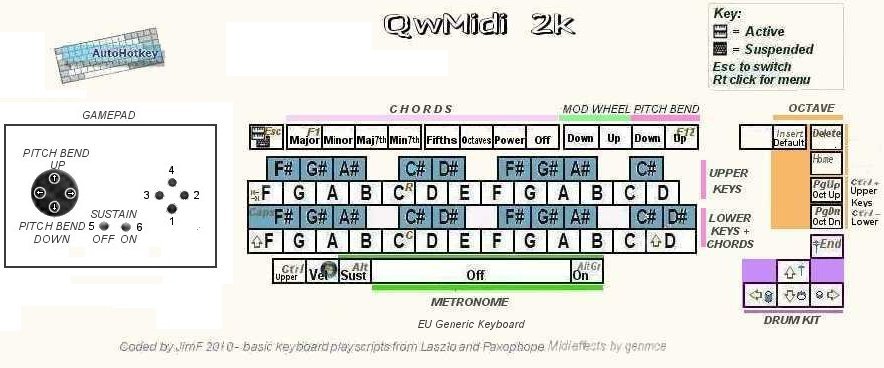 QwMidi 2k
Key:
= Active
= Suspended
Esc to switch
Rt click for menu
AutoHotkey
GAMEPAD
PITCH BEND
UP
4
3 2
1
SUSTAIN
PITCH BEND
DOWN
5 6
OFF ON
CHORDS
MOD WHEEL PITCH BEND
Esc F1 F12
Major Minor Maj7th Min7th Fifths Octaves Power Off Down Up Down Up
F# G# A# C# D# F# G# A# C#
F G A B C R D E F G A B C D
UPPER
KEYS
Caps F# G# A# C# D# F# G# A# C# D#
F G A B C C D E F G A B C D
LOWER
KEYS +
CHORDS
Ctrl Alt AltGr
Upper Vel Sust Off On
METRONOME
EU Generic Keyboard
OCTAVE
Insert Delete
Default
Home
PgUp
Oct Up
PgDn
Oct Dn
End
Ctrl +
Upper
Keys
Ctrl -
Lower
DRUM KIT
Coded by JimF 2010 - basic keyboard playscripts from Laszlo and Paxophope Midi effects by genmce